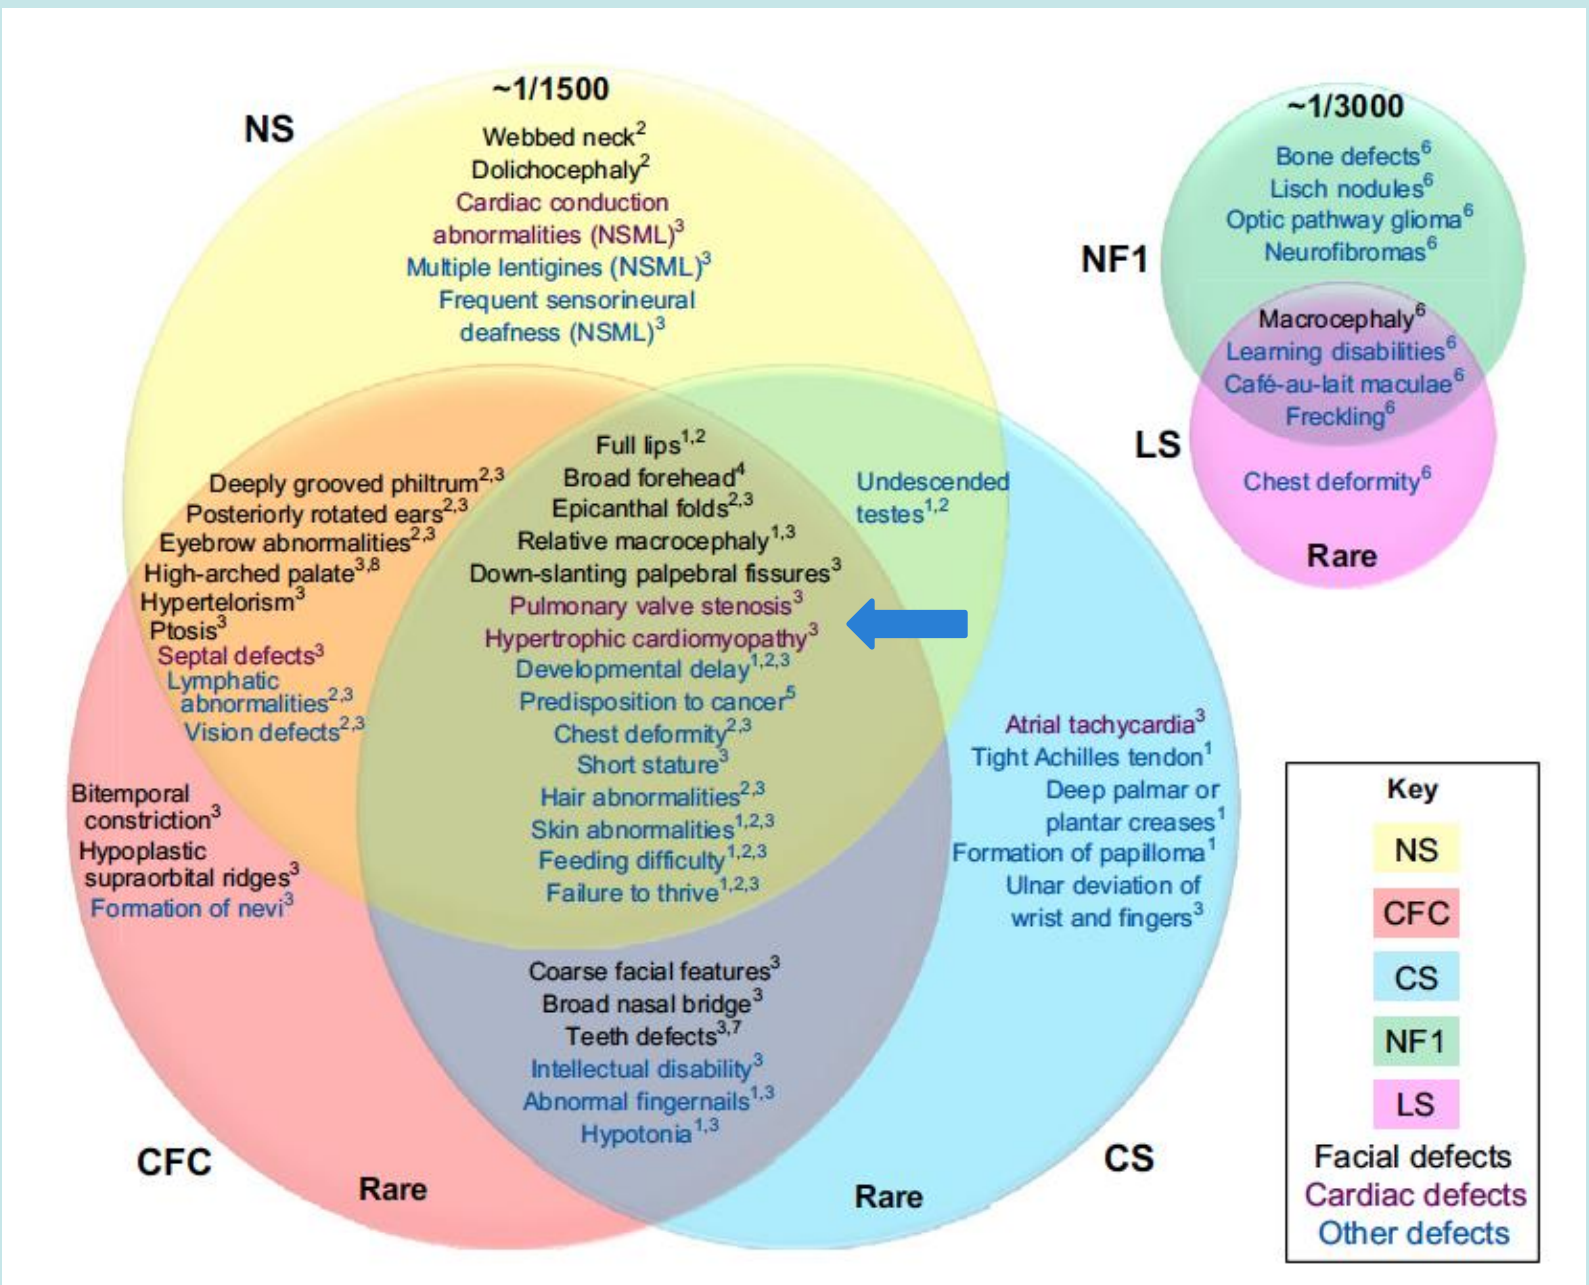 NS
~1/1500
Webbed neck²
Dolichocephaly²
Cardiac conduction
abnormalities (NSML)³
Multiple lentigines (NSML)³
Frequent sensorineural
deafness (NSML)³
Deeply grooved philtrum²,³
Posteriorly rotated ears²,³
Eyebrow abnormalities²,³
High-arched palate³,⁸
Hypertelorism³
Ptosis³
Septal defects³
Lymphatic
abnormalities²,³
Vision defects²,³
Full lips¹,²
Broad forehead⁴
Epicanthal folds²,³
Relative macrocephaly¹,³
Down-slanting palpebral fissures³
Pulmonary valve stenosis³
Hypertrophic cardiomyopathy³
Developmental delay¹,²,³
Predisposition to cancer⁵
Chest deformity²,³
Short stature³
Hair abnormalities²,³
Skin abnormalities¹,²,³
Feeding difficulty¹,²,³
Failure to thrive¹,²,³
Undescended
testes¹,²
Bitemporal
constriction³
Hypoplastic
supraorbital ridges³
Formation of nevi³
Atrial tachycardia³
Tight Achilles tendon¹
Deep palmar or
plantar creases¹
Formation of papilloma¹
Ulnar deviation of
wrist and fingers³
Coarse facial features³
Broad nasal bridge³
Teeth defects³,⁷
Intellectual disability³
Abnormal fingernails¹,³
Hypotonia¹,³
CFC
Rare
Rare
CS
~1/3000
NF1
Bone defects⁶
Lisch nodules⁶
Optic pathway glioma⁶
Neurofibromas⁶
Macrocephaly⁶
Learning disabilities⁶
Café-au-lait maculae⁶
Freckling⁶
LS
Chest deformity⁶
Rare
Key
NS
CFC
CS
NF1
LS
Facial defects
Cardiac defects
Other defects